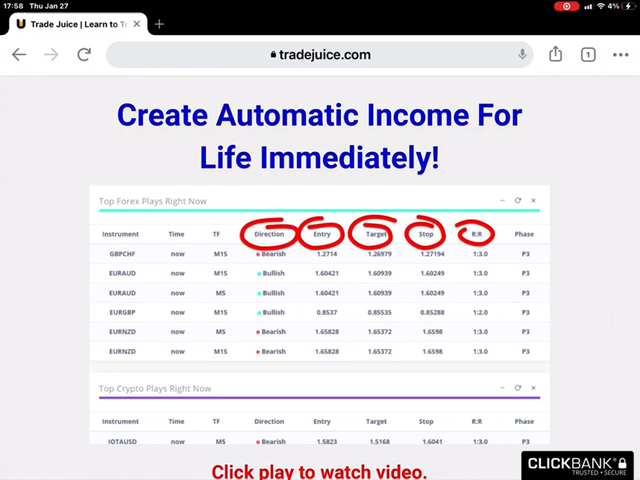 17:58 Thu Jan 27
4%
Trade Juice | Learn to T
tradejuice.com
1
Create Automatic Income For
Life Immediately!
Top Forex Plays Right Now
Instrument Time TF Direction Entry Target Stop R:R Phase
GBPCHF now M15 Bearish 1.2714 1.26979 1.27194 1:3.0 P3
EURAUD now M15 Bullish 1.60421 1.60939 1.60249 1:3.0 P3
EURAUD now M5 Bullish 1.60421 1.60939 1.60249 1:3.0 P3
EURGBP now M15 Bullish 0.8537 0.85535 0.85288 1:2.0 P3
EURNZD now M5 Bearish 1.65828 1.65372 1.6598 1:3.0 P3
EURNZD now M15 Bearish 1.65828 1.65372 1.6598 1:3.0 P3
Top Crypto Plays Right Now
Instrument Time TF Direction Entry Target Stop R:R Phase
IOTAUSD now M5 Bearish 1.5823 1.5168 1.6041 1:3.0 P3
Click play to watch video.
CLICKBANK
TRUSTED • SECURE